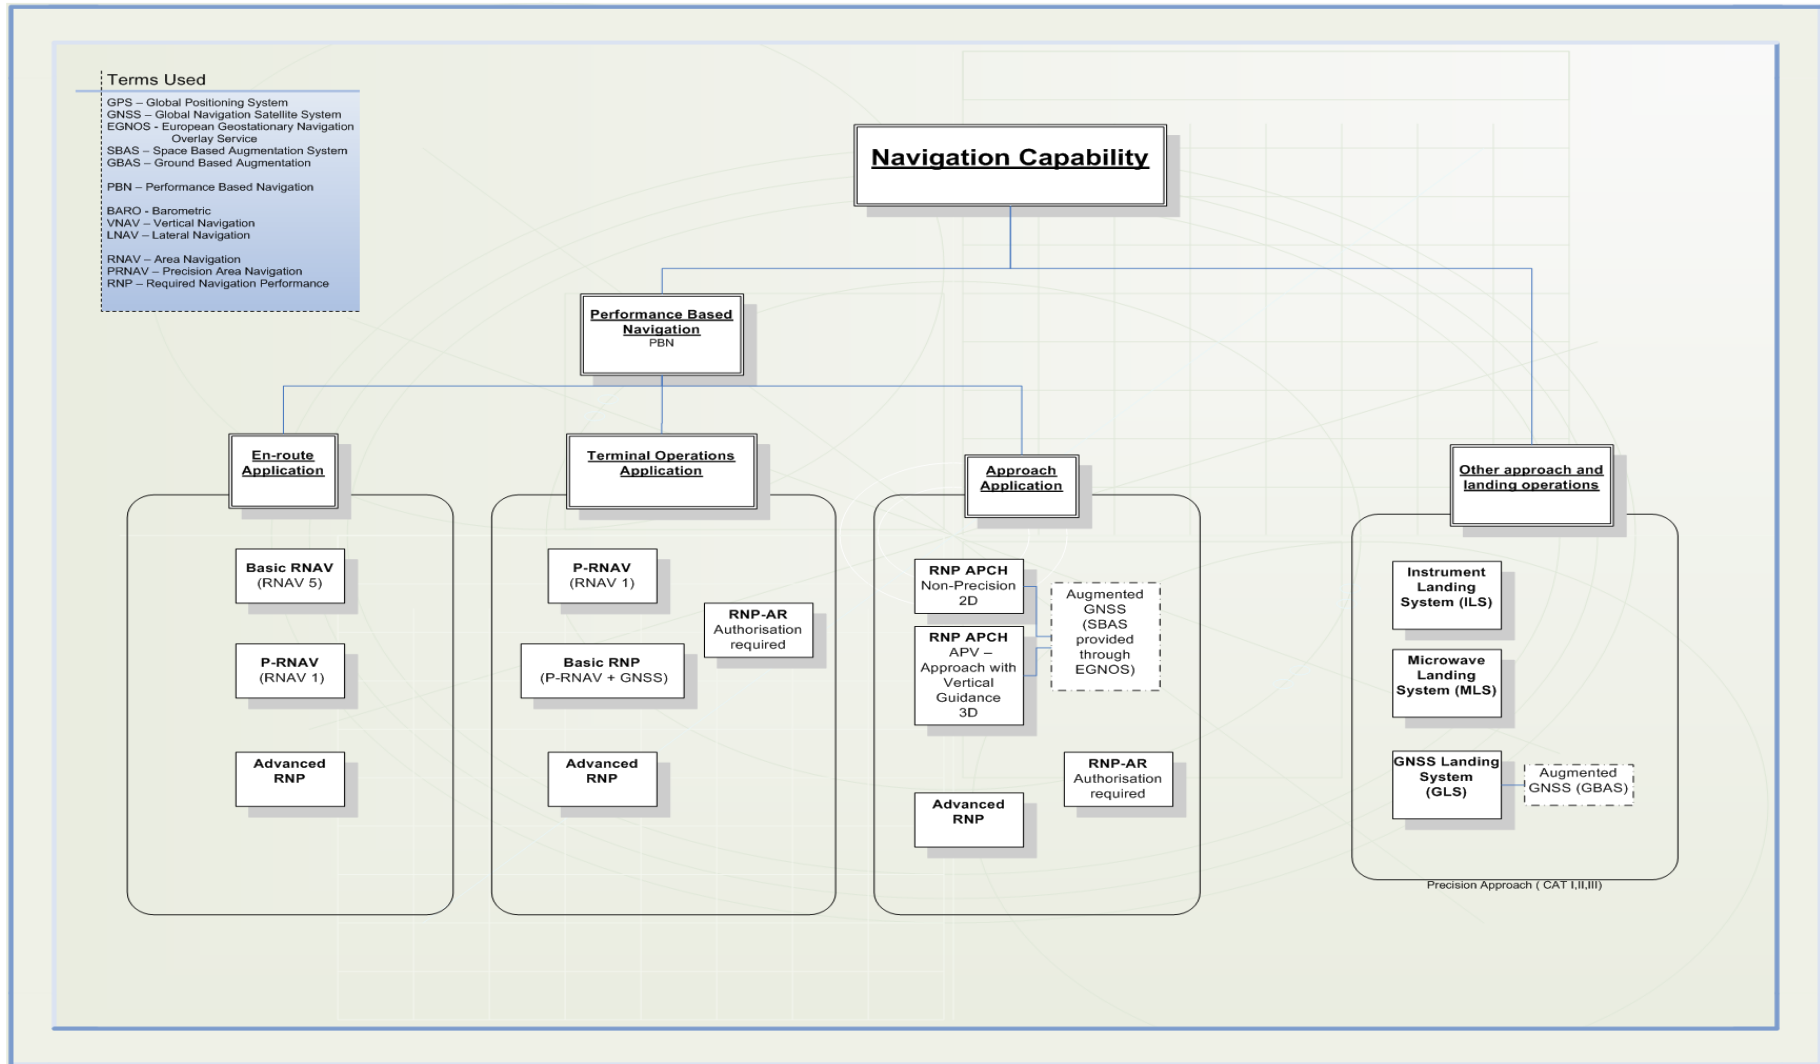 Terms Used
GPS – Global Positioning System
GNSS – Global Navigation Satellite System
EGNOS - European Geostationary Navigation
Overlay Service
SBAS – Space Based Augmentation System
GBAS – Ground Based Augmentation
PBN – Performance Based Navigation
BARO - Barometric
VNAV – Vertical Navigation
LNAV – Lateral Navigation
RNAV – Area Navigation
PRNAV – Precision Area Navigation
RNP – Required Navigation Performance
Navigation Capability
Performance Based
Navigation
PBN
En-route
Application
Basic RNAV
(RNAV 5)
P-RNAV
(RNAV 1)
Advanced
RNP
Terminal Operations
Application
P-RNAV
(RNAV 1)
RNP-AR
Authorisation
required
Basic RNP
(P-RNAV + GNSS)
Advanced
RNP
Approach
Application
RNP APCH
Non-Precision
2D
RNP APCH
APV –
Approach with
Vertical
Guidance
3D
Augmented
GNSS
(SBAS
provided
through
EGNOS)
RNP-AR
Authorisation
required
Advanced
RNP
Other approach and
landing operations
Instrument
Landing
System (ILS)
Microwave
Landing
System (MLS)
GNSS Landing
System
(GLS)
Augmented
GNSS (GBAS)
Precision Approach ( CAT I,II,III)